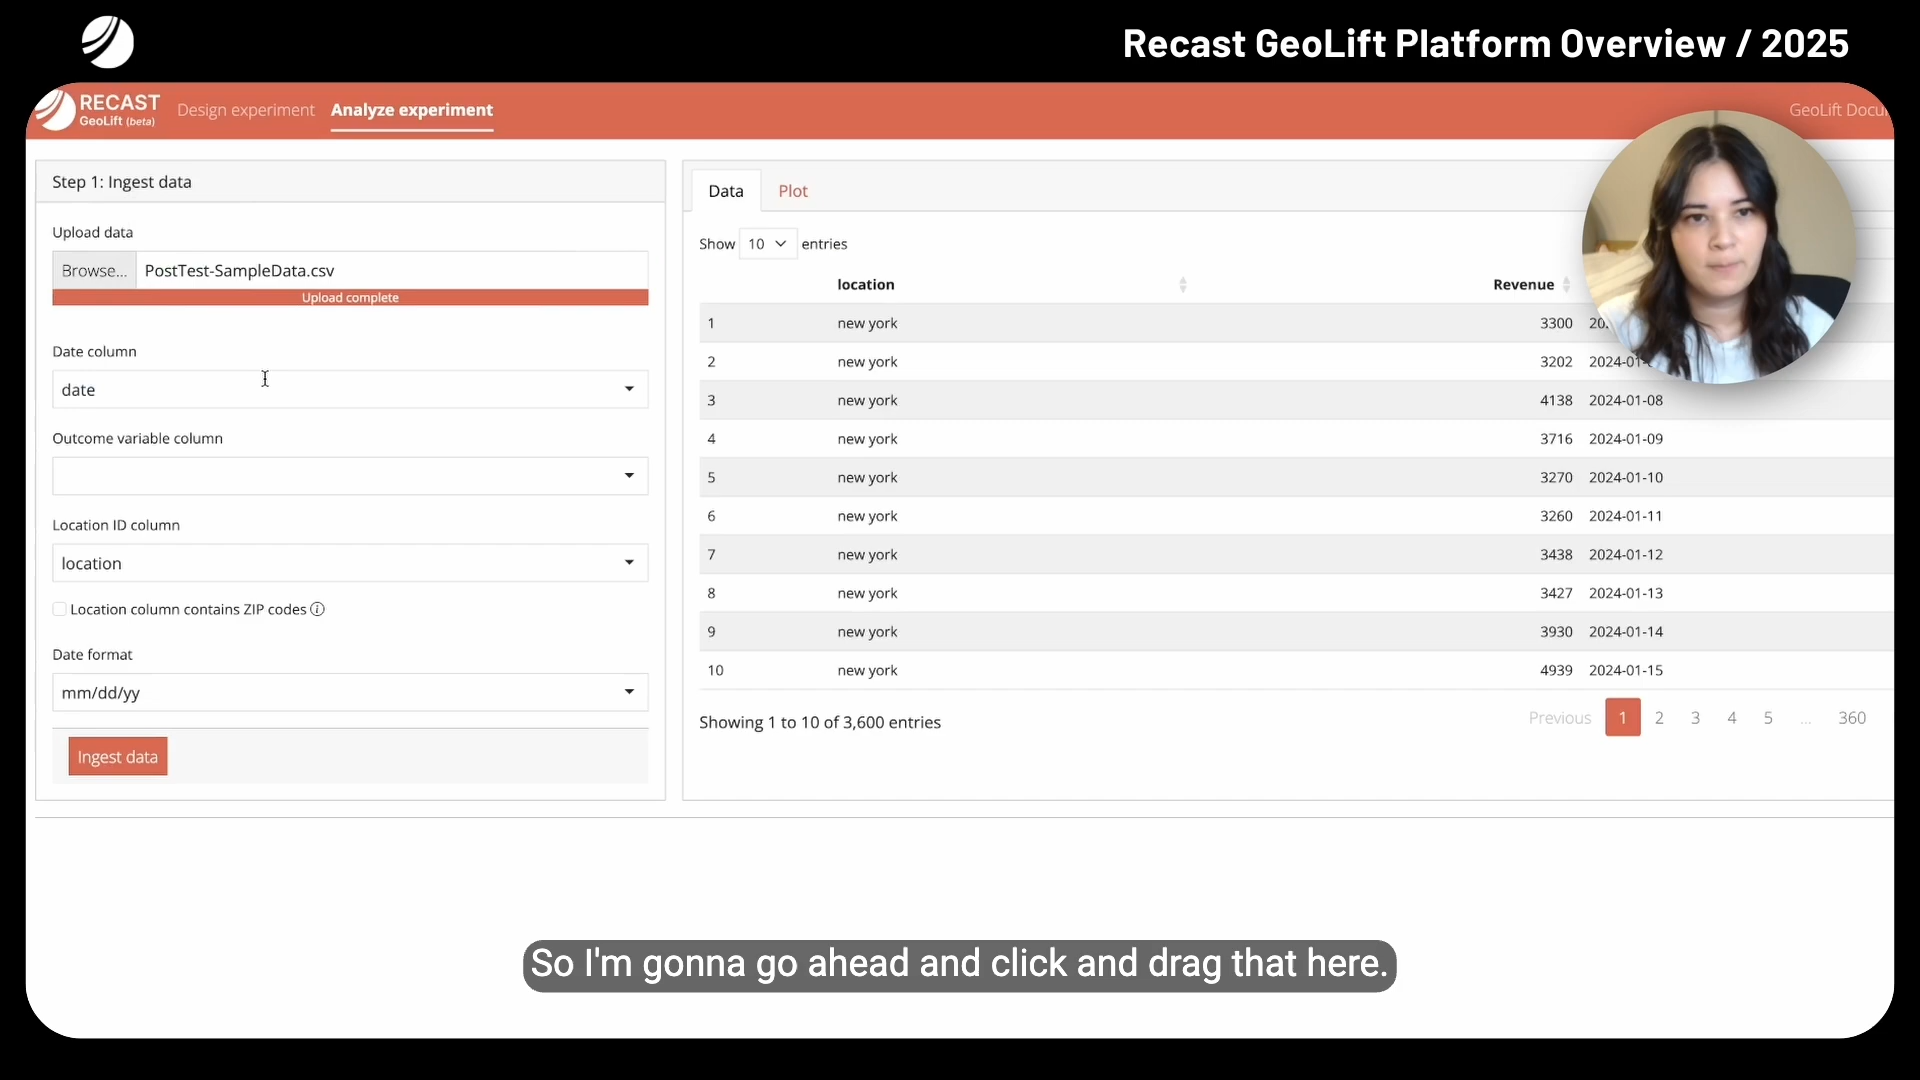 Recast GeoLift Platform Overview / 2025
RECAST
GeoLift (beta)
Design experiment
Analyze experiment
GeoLift
Step 1: Ingest data
Upload data
Browse...
PostTest-SampleData.csv
Upload complete
Date column
date
Outcome variable column
Location ID column
location
Location column contains ZIP codes
Date format
mm/dd/yy
Ingest data
Data
Plot
Show 10 entries
location Revenue
1 new york 3300
2 new york 3202
3 new york 4138 2024-01-08
4 new york 3716 2024-01-09
5 new york 3270 2024-01-10
6 new york 3260 2024-01-11
7 new york 3438 2024-01-12
8 new york 3427 2024-01-13
9 new york 3930 2024-01-14
10 new york 4939 2024-01-15
Showing 1 to 10 of 3,600 entries
Previous 1 2 3 4 5 ... 360
So I'm gonna go ahead and click and drag that here.